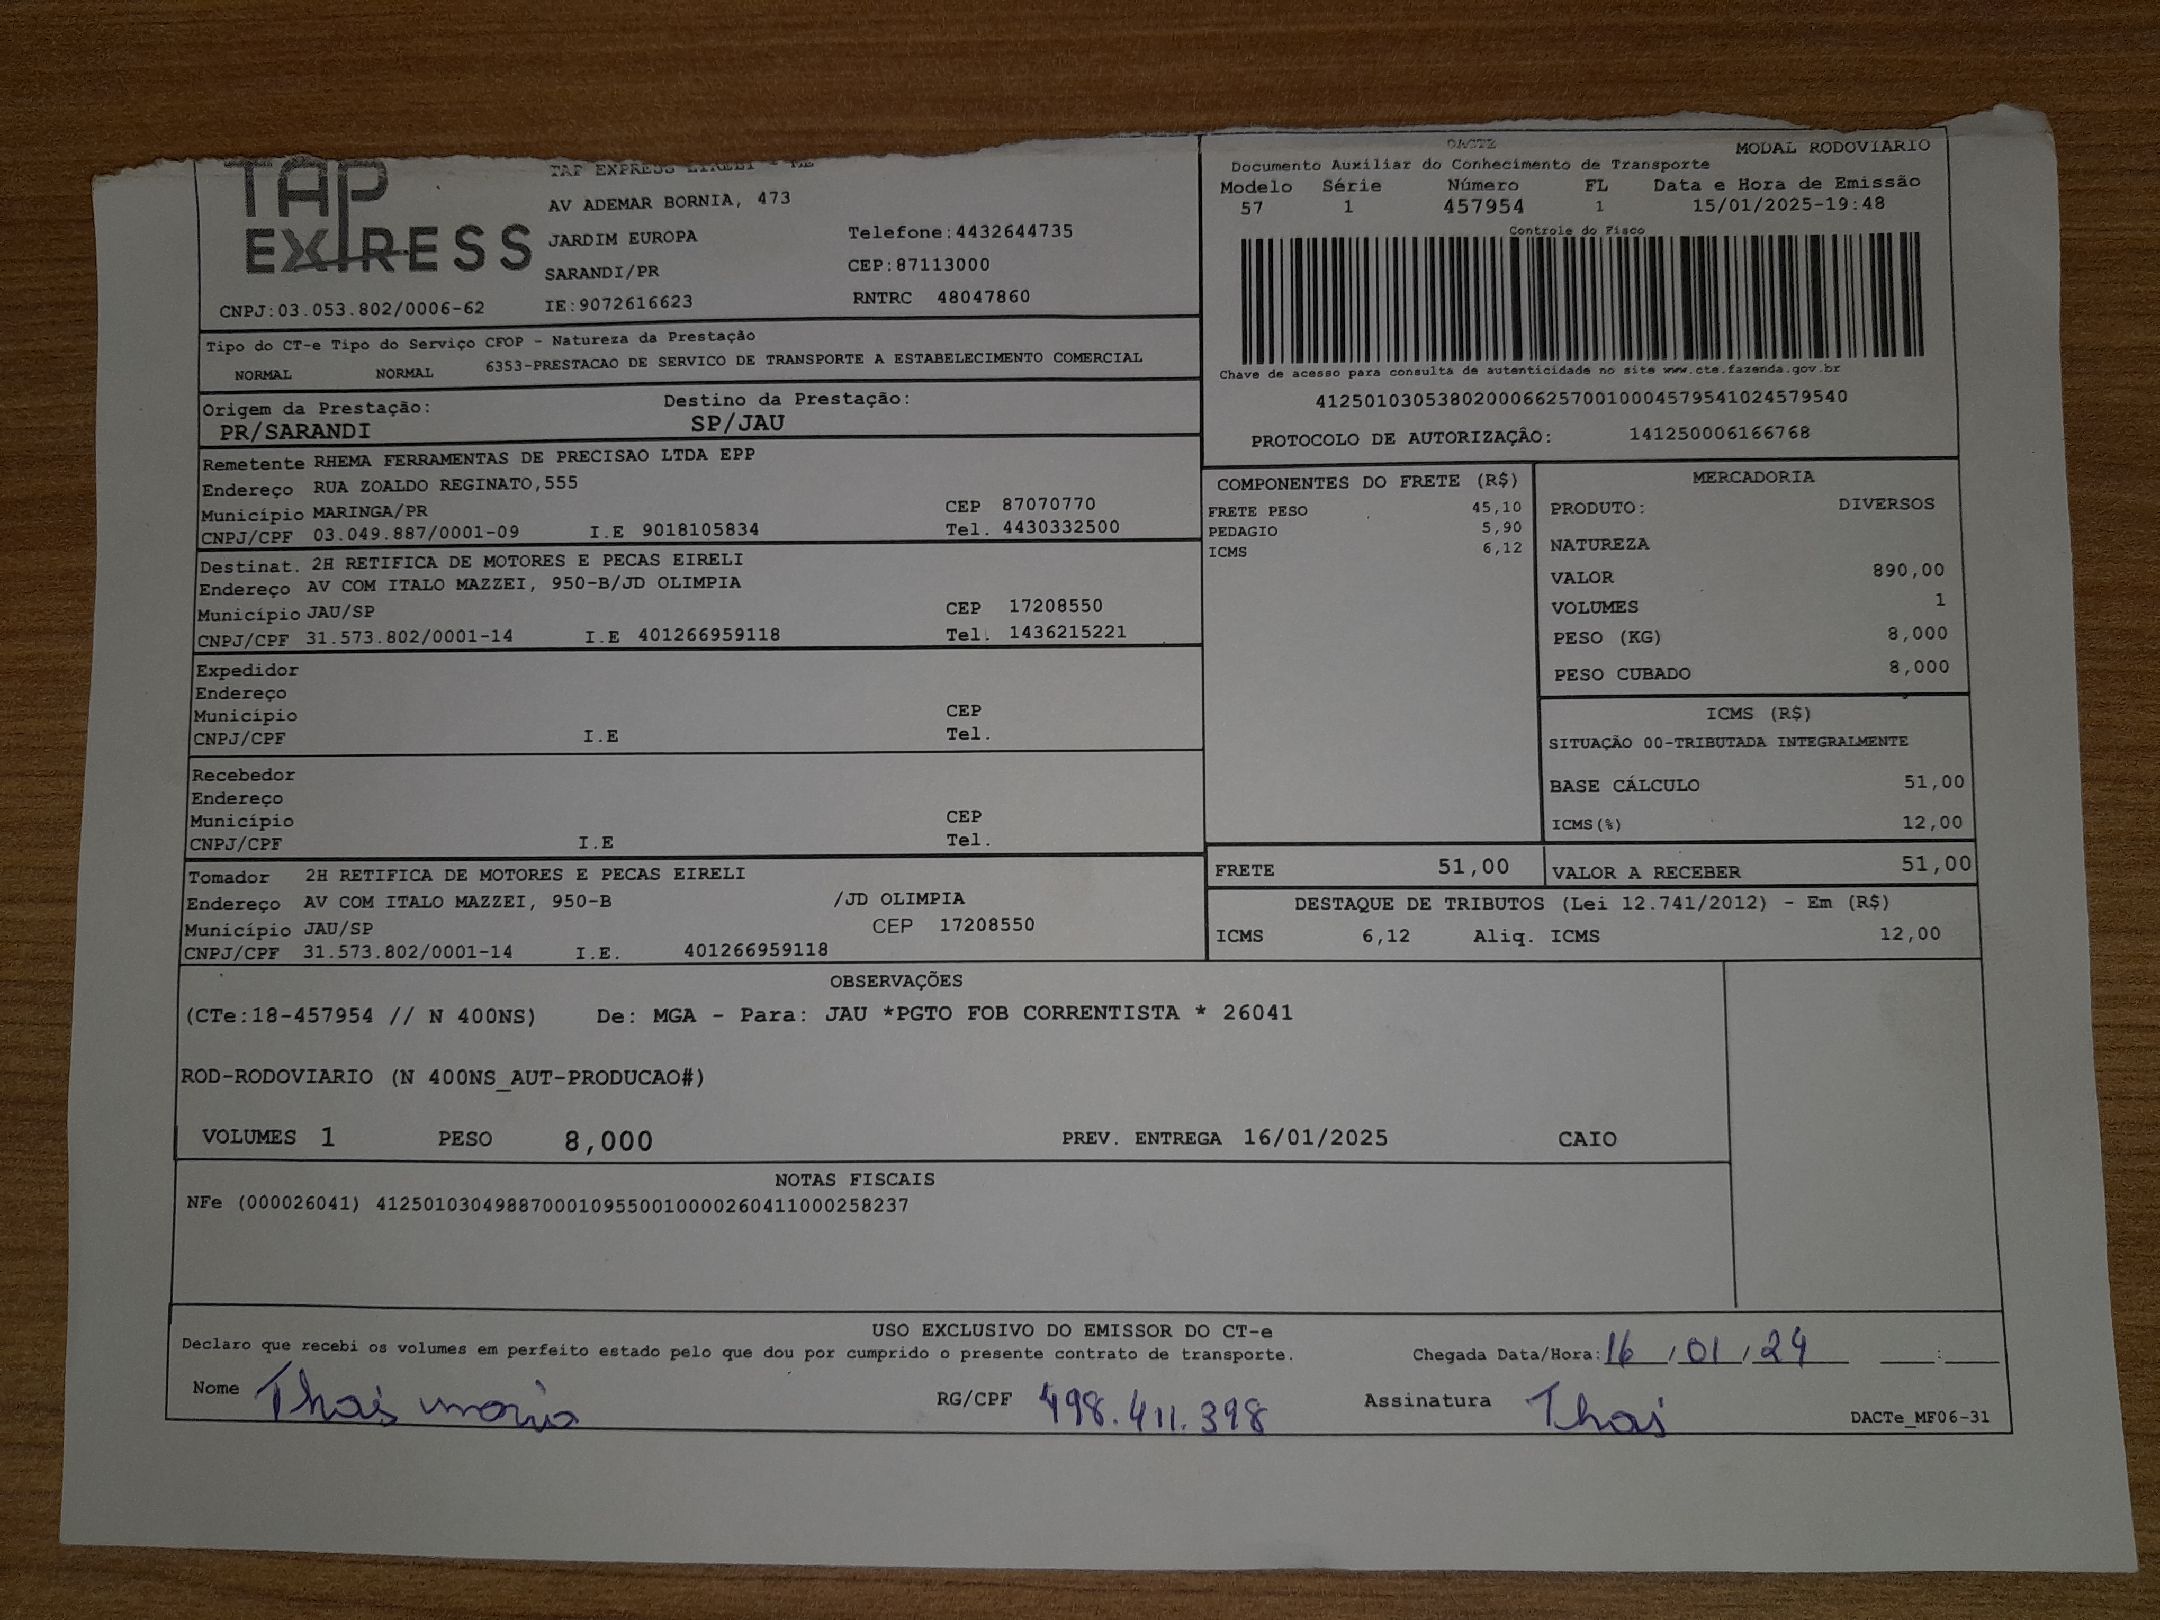 TAP EXPRESS
TAP EXPRESS EIRELI
AV ADEMAR BORNIA, 473
JARDIM EUROPA Telefone:4432644735
SARANDI/PR CEP:87113000
CNPJ:03.053.802/0006-62 IE:9072616623 RNTRC 48047860
DACTE MODAL RODOVIARIO
Documento Auxiliar do Conhecimento de Transporte
Modelo Série Número FL Data e Hora de Emissão
57 1 457954 1 15/01/2025-19:48
Controle do Fisco
Chave de acesso para consulta de autenticidade no site www.cte.fazenda.gov.br
41250103053802000662570010004579541024579540
PROTOCOLO DE AUTORIZAÇÃO: 141250006166768
Tipo do CT-e Tipo do Serviço CFOP - Natureza da Prestação
NORMAL NORMAL 6353-PRESTACAO DE SERVICO DE TRANSPORTE A ESTABELECIMENTO COMERCIAL
Origem da Prestação: Destino da Prestação:
PR/SARANDI SP/JAU
Remetente RHEMA FERRAMENTAS DE PRECISAO LTDA EPP
Endereço RUA ZOALDO REGINATO,555
Município MARINGA/PR CEP 87070770
CNPJ/CPF 03.049.887/0001-09 I.E 9018105834 Tel. 4430332500
Destinat. 2H RETIFICA DE MOTORES E PECAS EIRELI
Endereço AV COM ITALO MAZZEI, 950-B/JD OLIMPIA
Município JAU/SP CEP 17208550
CNPJ/CPF 31.573.802/0001-14 I.E 401266959118 Tel. 1436215221
Expedidor
Endereço
Município CEP
CNPJ/CPF I.E Tel.
Recebedor
Endereço
Município CEP
CNPJ/CPF I.E Tel.
Tomador 2H RETIFICA DE MOTORES E PECAS EIRELI
Endereço AV COM ITALO MAZZEI, 950-B /JD OLIMPIA
Município JAU/SP CEP 17208550
CNPJ/CPF 31.573.802/0001-14 I.E. 401266959118
COMPONENTES DO FRETE (R$)
FRETE PESO 45,10
PEDAGIO 5,90
ICMS 6,12
MERCADORIA
PRODUTO: DIVERSOS
NATUREZA
VALOR 890,00
VOLUMES 1
PESO (KG) 8,000
PESO CUBADO 8,000
ICMS (R$)
SITUAÇÃO 00-TRIBUTADA INTEGRALMENTE
BASE CÁLCULO 51,00
ICMS(%) 12,00
FRETE 51,00 VALOR A RECEBER 51,00
DESTAQUE DE TRIBUTOS (Lei 12.741/2012) - Em (R$)
ICMS 6,12 Aliq. ICMS 12,00
OBSERVAÇÕES
(CTe:18-457954 // N 400NS) De: MGA - Para: JAU *PGTO FOB CORRENTISTA * 26041
ROD-RODOVIARIO (N 400NS_AUT-PRODUCAO#)
VOLUMES 1 PESO 8,000 PREV. ENTREGA 16/01/2025 CAIO
NOTAS FISCAIS
NFe (000026041) 41250103049887000109550010000260411000258237
USO EXCLUSIVO DO EMISSOR DO CT-e
Declaro que recebi os volumes em perfeito estado pelo que dou por cumprido o presente contrato de transporte. Chegada Data/Hora: 16/01/24 __:__
Nome Thais maria RG/CPF 498.411.398 Assinatura Thais
DACTe_MF06-31